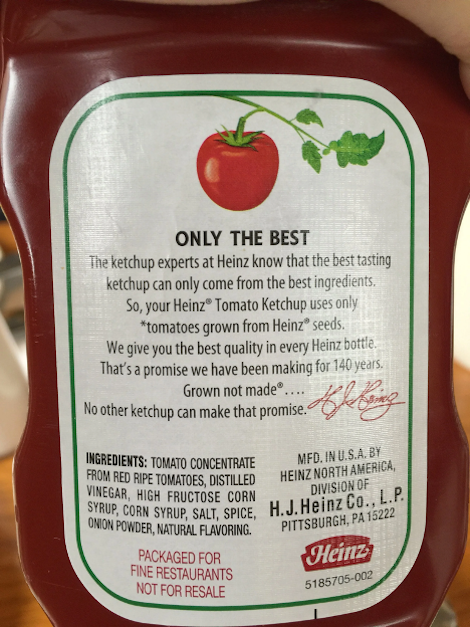 ONLY THE BEST
The ketchup experts at Heinz know that the best tasting
ketchup can only come from the best ingredients.
So, your Heinz® Tomato Ketchup uses only
*tomatoes grown from Heinz® seeds.
We give you the best quality in every Heinz bottle.
That's a promise we have been making for 140 years.
Grown not made®....
No other ketchup can make that promise. H J Heinz
INGREDIENTS: TOMATO CONCENTRATE
FROM RED RIPE TOMATOES, DISTILLED
VINEGAR, HIGH FRUCTOSE CORN
SYRUP, CORN SYRUP, SALT, SPICE,
ONION POWDER, NATURAL FLAVORING.
PACKAGED FOR
FINE RESTAURANTS
NOT FOR RESALE
MFD. IN U.S.A. BY
HEINZ NORTH AMERICA,
DIVISION OF
H.J.Heinz Co., L.P.
PITTSBURGH, PA 15222
Heinz
5185705-002